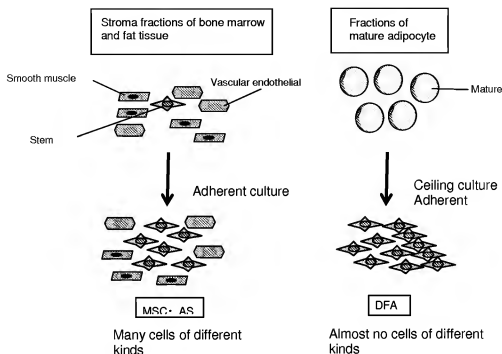 Stroma fractions of bone marrow
and fat tissue
Fractions of
mature adipocyte
Smooth muscle
Vascular endothelial
Mature
Stem
Adherent culture
Ceiling culture
Adherent
MSC・ AS
DFA
Many cells of different
kinds
Almost no cells of different
kinds